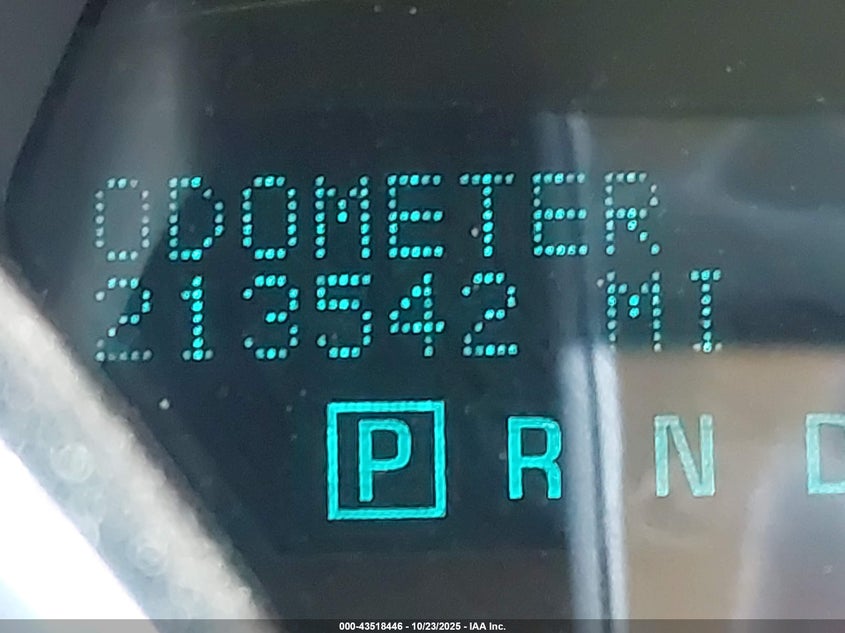 ODOMETER
213542 MI
P R N D
000-43518446 - 10/23/2025 - IAA Inc.